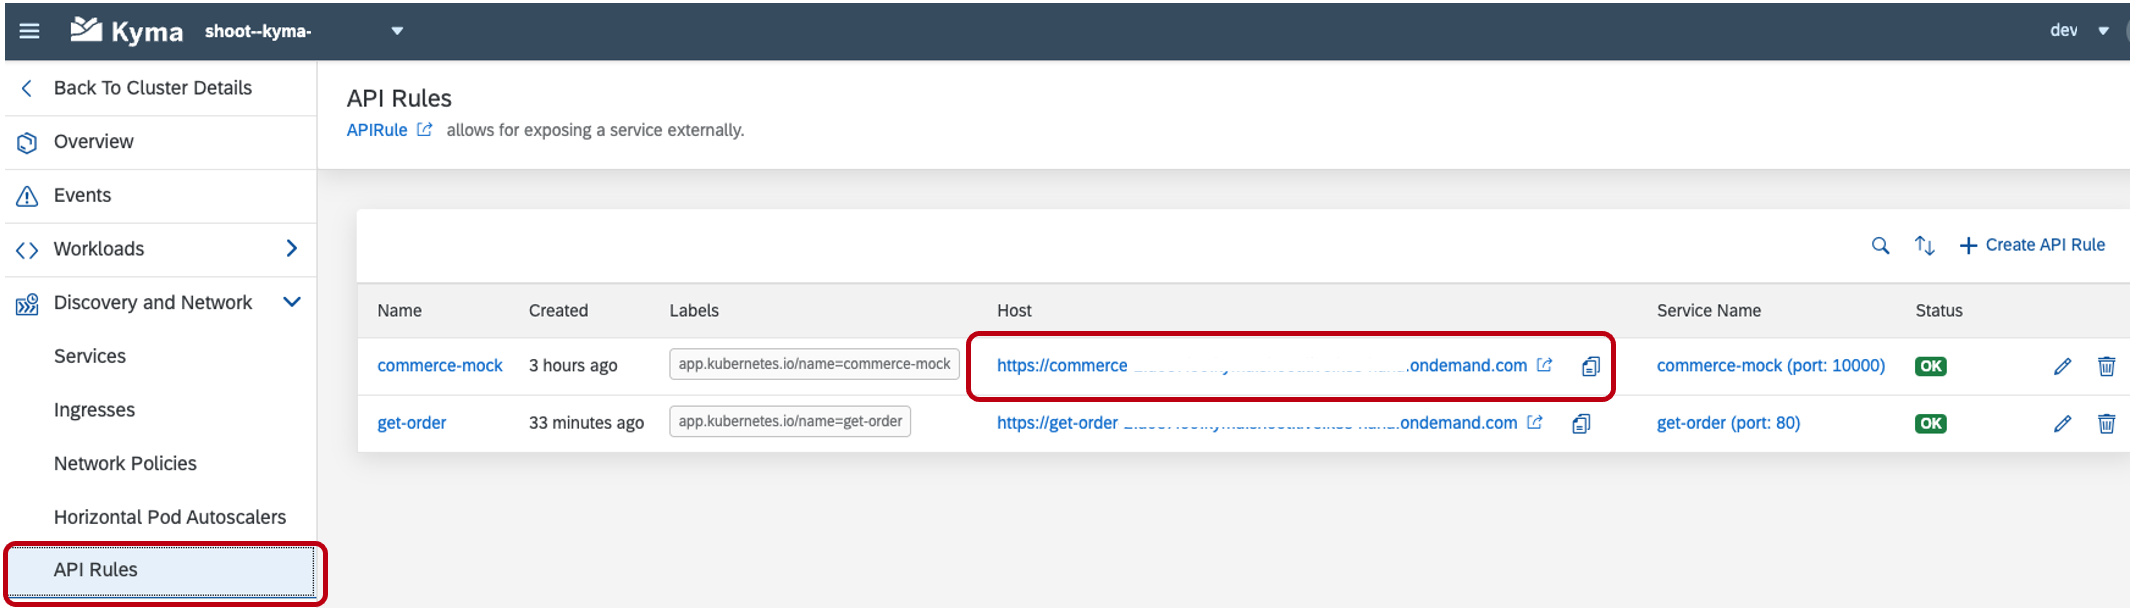 Kyma shoot--kyma- dev
Back To Cluster Details
Overview
Events
Workloads
Discovery and Network
Services
Ingresses
Network Policies
Horizontal Pod Autoscalers
API Rules
API Rules
APIRule allows for exposing a service externally.
Create API Rule
Name Created Labels Host Service Name Status
commerce-mock 3 hours ago app.kubernetes.io/name=commerce-mock https://commerce .ondemand.com commerce-mock (port: 10000) OK
get-order 33 minutes ago app.kubernetes.io/name=get-order https://get-order .ondemand.com get-order (port: 80) OK